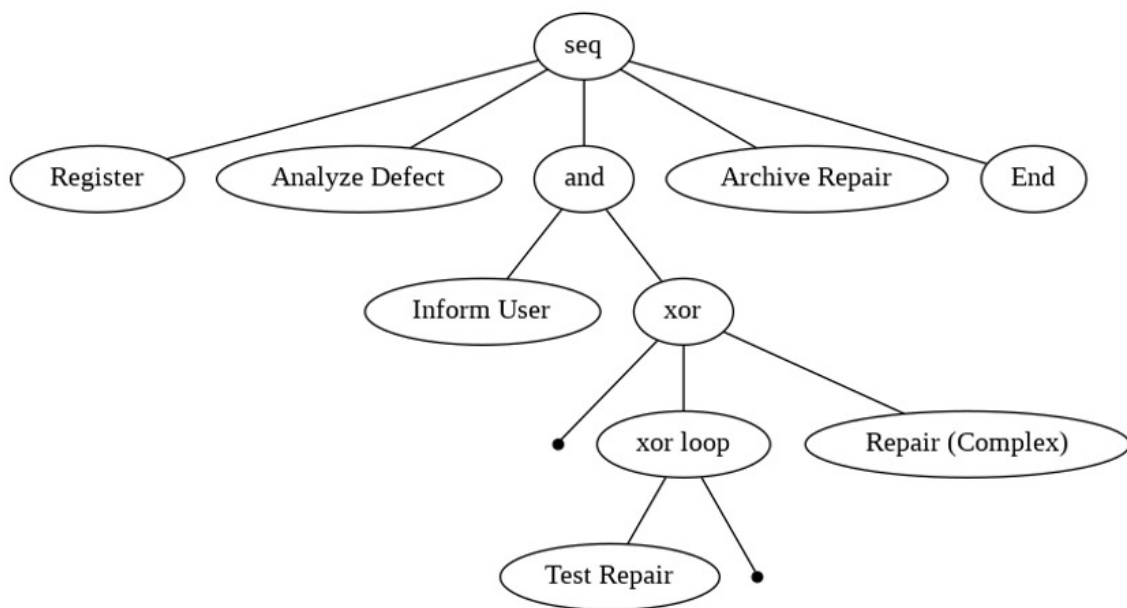 seq
Register
Analyze Defect
and
Archive Repair
End
Inform User
xor
xor loop
Repair (Complex)
Test Repair